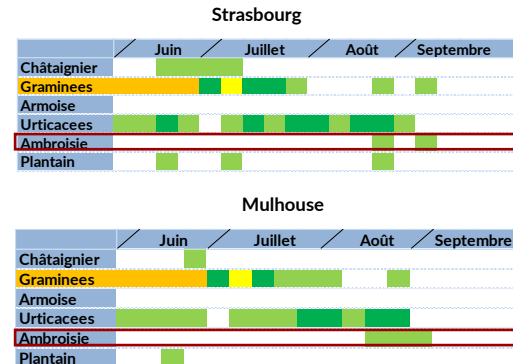 Strasbourg
Juin Juillet Août Septembre
Châtaignier
Graminees
Armoise
Urticacees
Ambroisie
Plantain
Mulhouse
Juin Juillet Août Septembre
Châtaignier
Graminees
Armoise
Urticacees
Ambroisie
Plantain